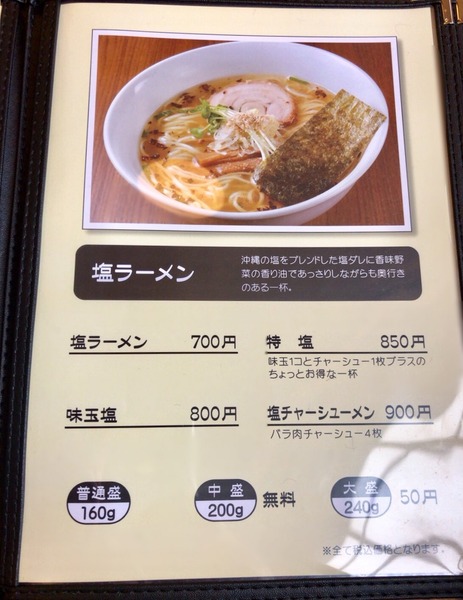 塩ラーメン
沖縄の塩をブレンドした塩ダレに香味野
菜の香り油であっさりしながらも奥行き
のある一杯。
塩ラーメン 700円
特 塩 850円
味玉1コとチャーシュー1枚プラスの
ちょっとお得な一杯
味玉塩 800円
塩チャーシューメン 900円
バラ肉チャーシュー4枚
普通盛
160g
中 盛
200g
無料
大 盛
240g
50円
※全て税込価格となります。